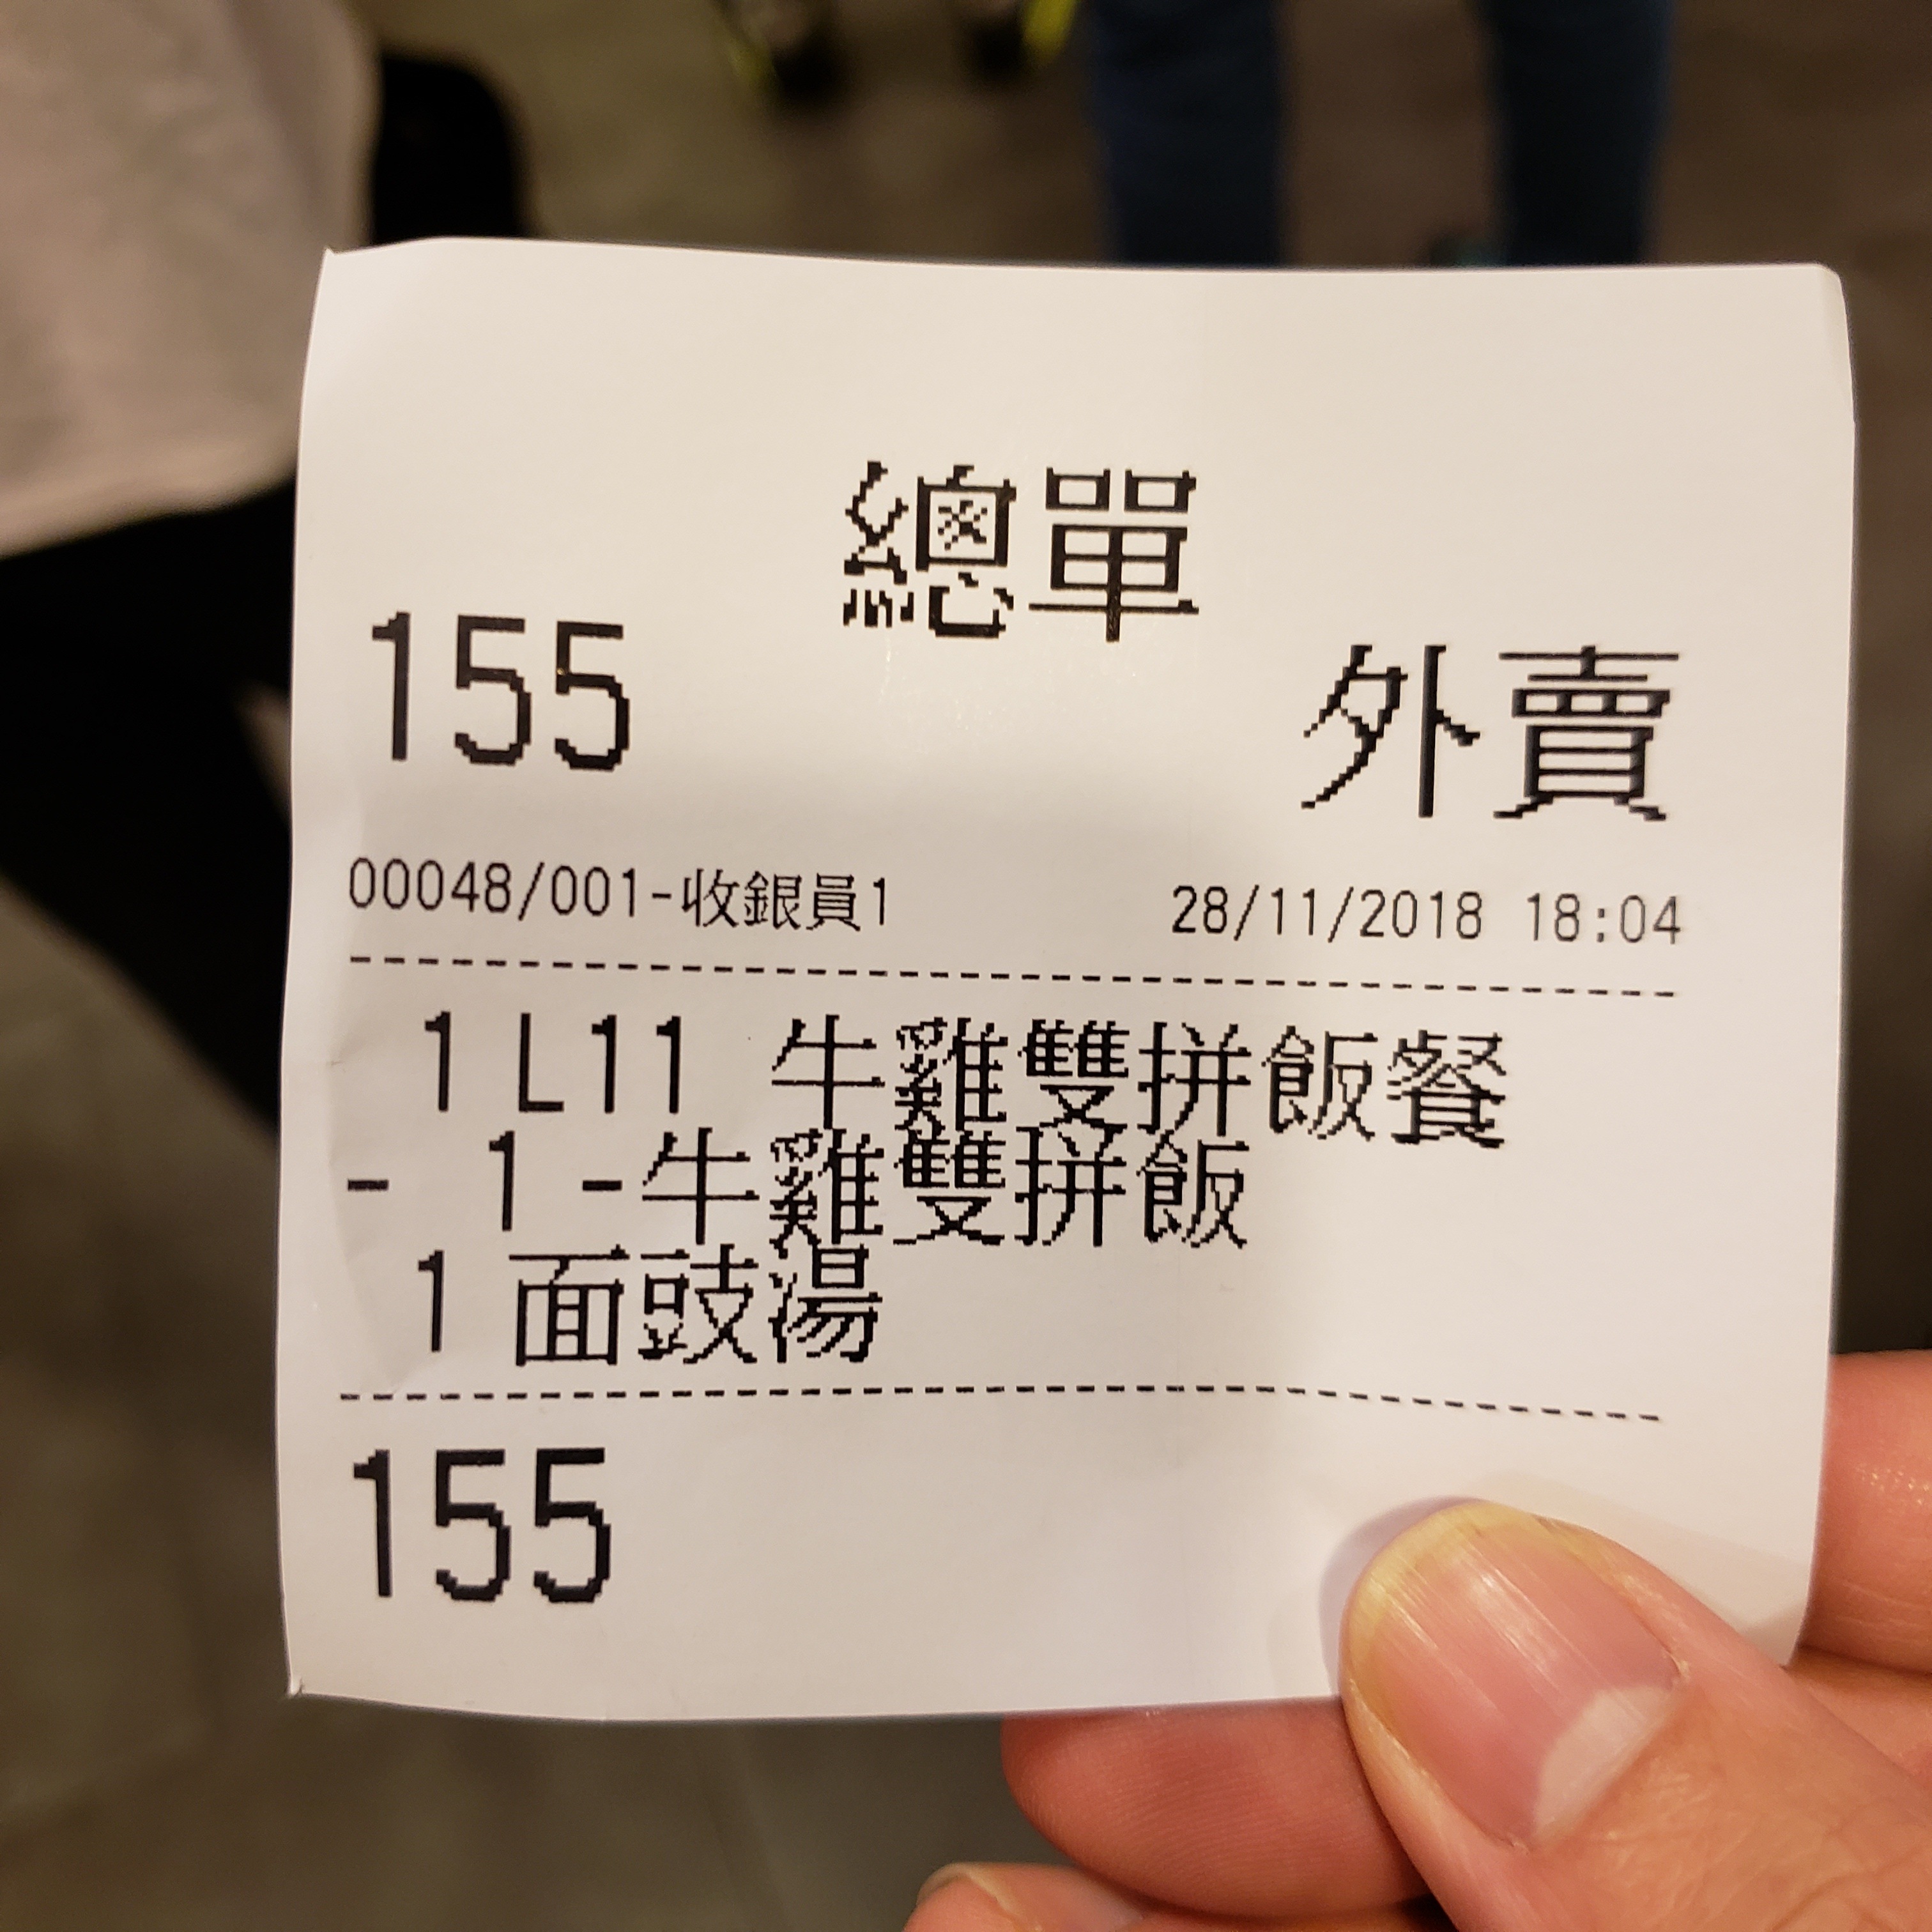 總單
155 外賣
00048/001-收銀員1 28/11/2018 18:04
1 L11 牛雞雙拼飯餐
- 1 -牛雞雙拼飯
1 面豉湯
155